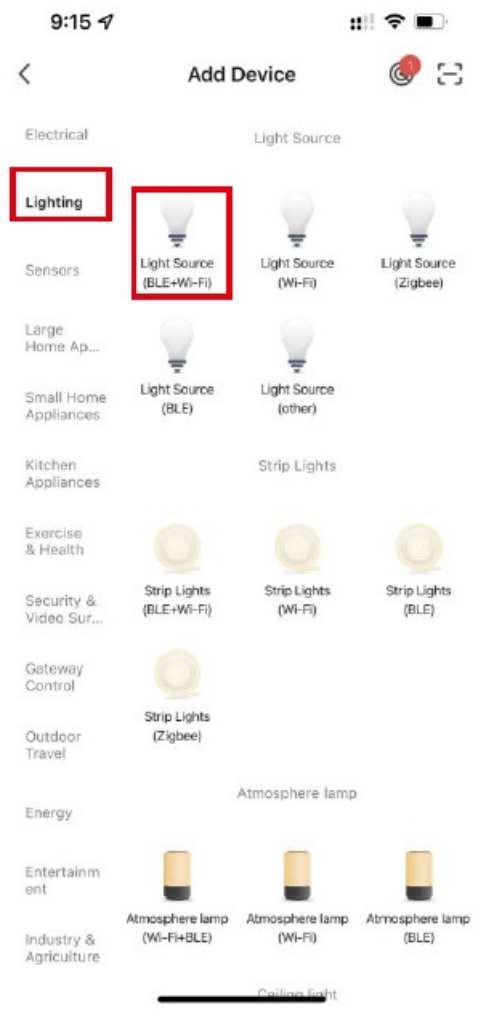 9:15
Add Device
1
Electrical
Lighting
Sensors
Large
Home Ap...
Small Home
Appliances
Kitchen
Appliances
Exercise
& Health
Security &
Video Sur...
Gateway
Control
Outdoor
Travel
Energy
Entertainm
ent
Industry &
Agriculture
Light Source
Light Source
(BLE+Wi-Fi)
Light Source
(Wi-Fi)
Light Source
(Zigbee)
Light Source
(BLE)
Light Source
(other)
Strip Lights
Strip Lights
(BLE+Wi-Fi)
Strip Lights
(Wi-Fi)
Strip Lights
(BLE)
Strip Lights
(Zigbee)
Atmosphere lamp
Atmosphere lamp
(Wi-Fi+BLE)
Atmosphere lamp
(Wi-Fi)
Atmosphere lamp
(BLE)
Ceiling light